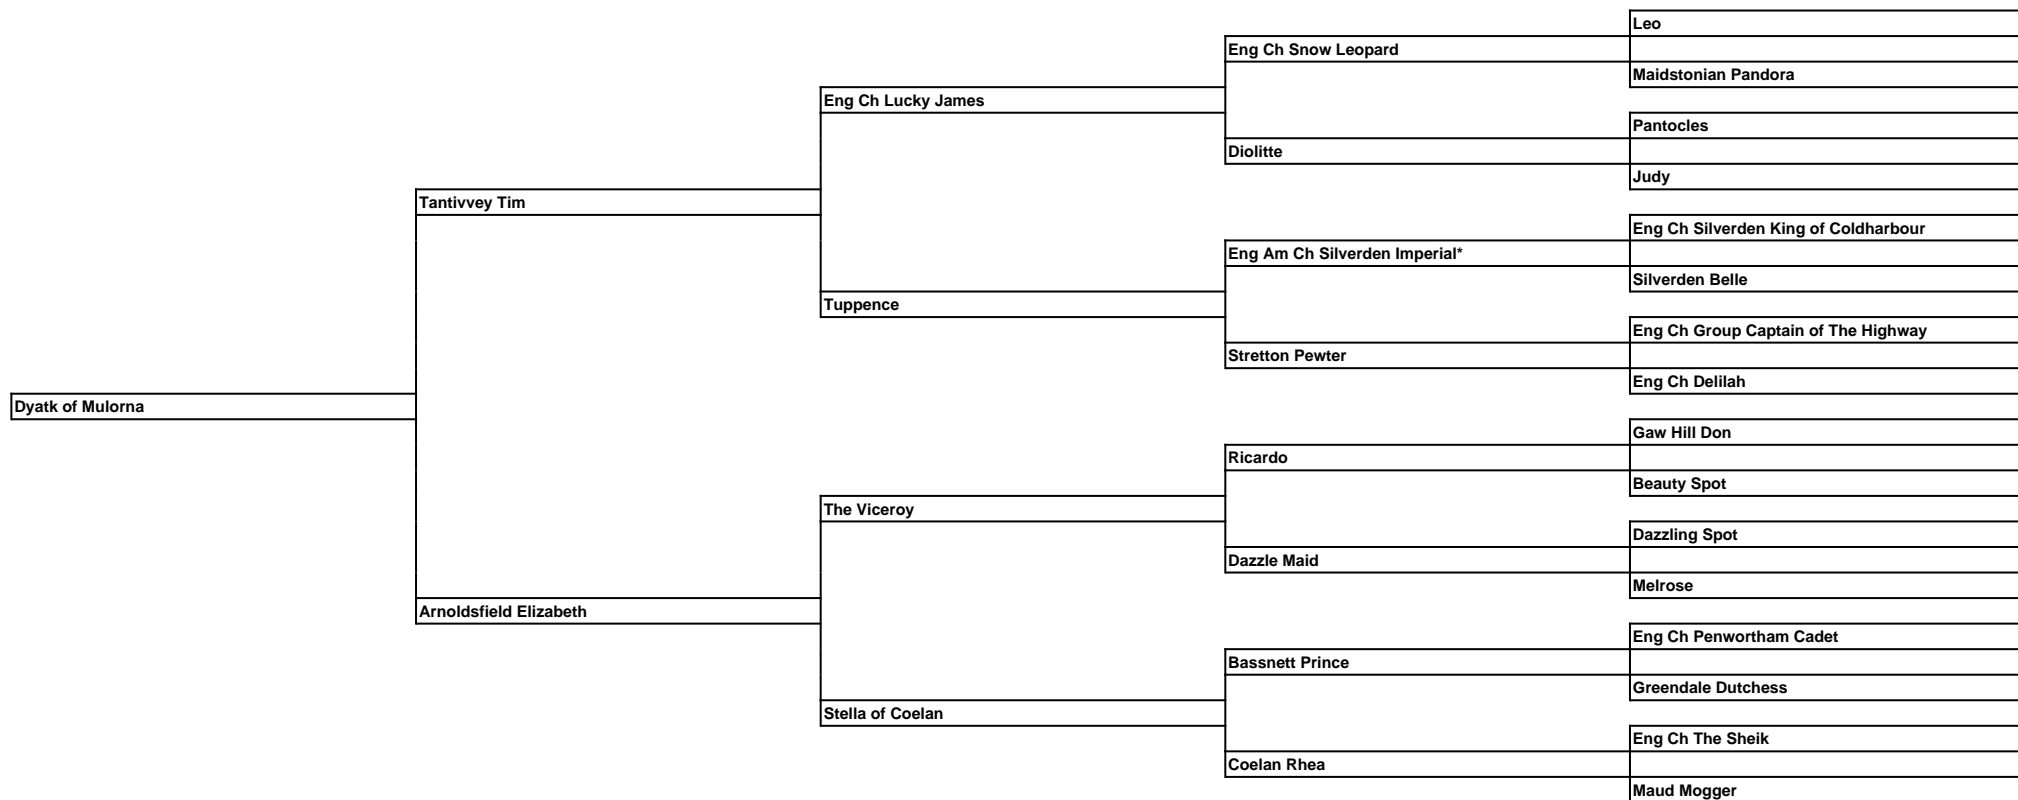 Leo
Eng Ch Snow Leopard
Maidstonian Pandora
Eng Ch Lucky James
Pantocles
Diolitte
Judy
Tantivvey Tim
Eng Ch Silverden King of Coldharbour
Eng Am Ch Silverden Imperial*
Silverden Belle
Tuppence
Eng Ch Group Captain of The Highway
Stretton Pewter
Eng Ch Delilah
Dyatk of Mulorna
Gaw Hill Don
Ricardo
Beauty Spot
The Viceroy
Dazzling Spot
Dazzle Maid
Melrose
Arnoldsfield Elizabeth
Eng Ch Penwortham Cadet
Bassnett Prince
Greendale Dutchess
Stella of Coelan
Eng Ch The Sheik
Coelan Rhea
Maud Mogger